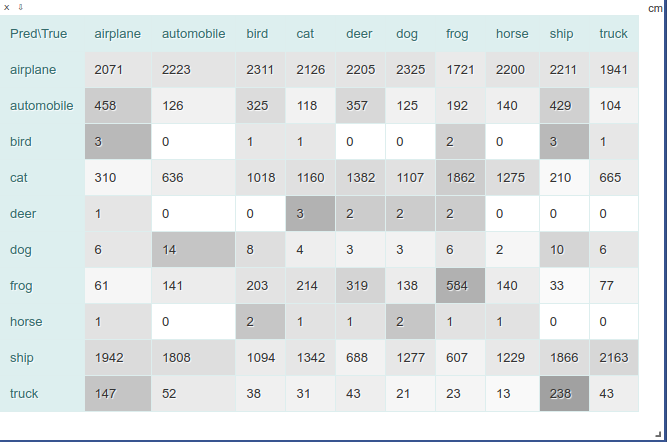 x ⇩ cm
Pred\True airplane automobile bird cat deer dog frog horse ship truck
airplane 2071 2223 2311 2126 2205 2325 1721 2200 2211 1941
automobile 458 126 325 118 357 125 192 140 429 104
bird 3 0 1 1 0 0 2 0 3 1
cat 310 636 1018 1160 1382 1107 1862 1275 210 665
deer 1 0 0 3 2 2 2 0 0 0
dog 6 14 8 4 3 3 6 2 10 6
frog 61 141 203 214 319 138 584 140 33 77
horse 1 0 2 1 1 2 1 1 0 0
ship 1942 1808 1094 1342 688 1277 607 1229 1866 2163
truck 147 52 38 31 43 21 23 13 238 43